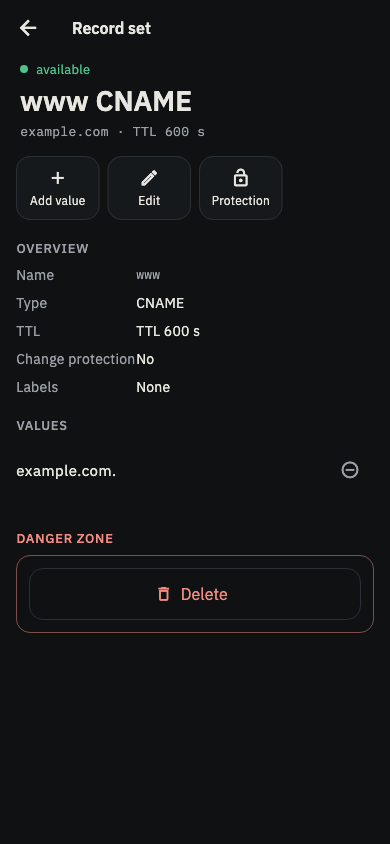 Record set
available
www CNAME
example.com · TTL 600 s
Add value
Edit
Protection
OVERVIEW
Name www
Type CNAME
TTL TTL 600 s
Change protection No
Labels None
VALUES
example.com.
DANGER ZONE
Delete